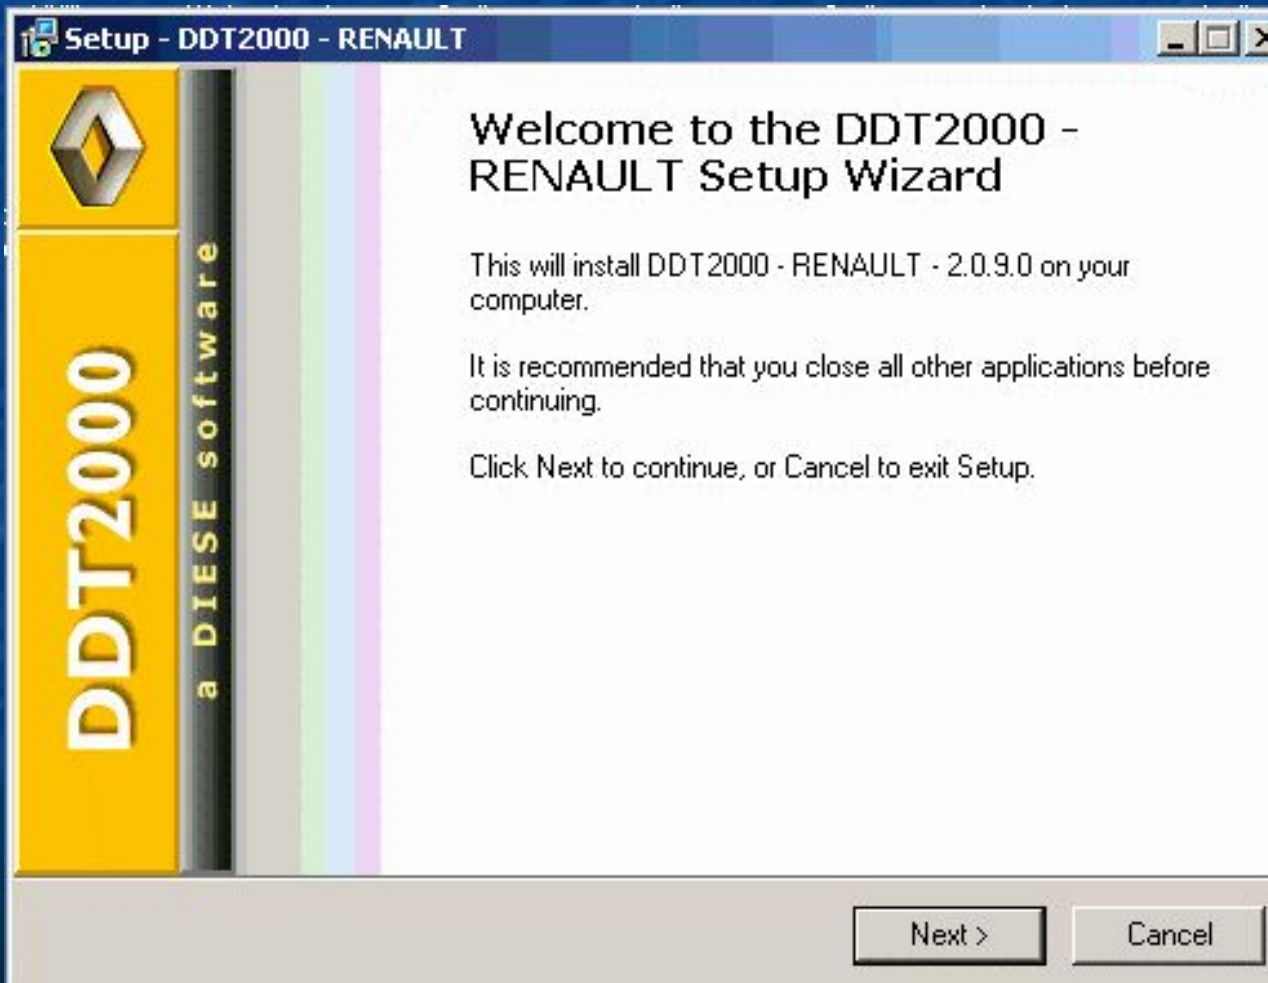 Setup - DDT2000 - RENAULT
DDT2000
a DIESE software
Welcome to the DDT2000 -
RENAULT Setup Wizard
This will install DDT2000 - RENAULT - 2.0.9.0 on your
computer.
It is recommended that you close all other applications before
continuing.
Click Next to continue, or Cancel to exit Setup.
Next >
Cancel